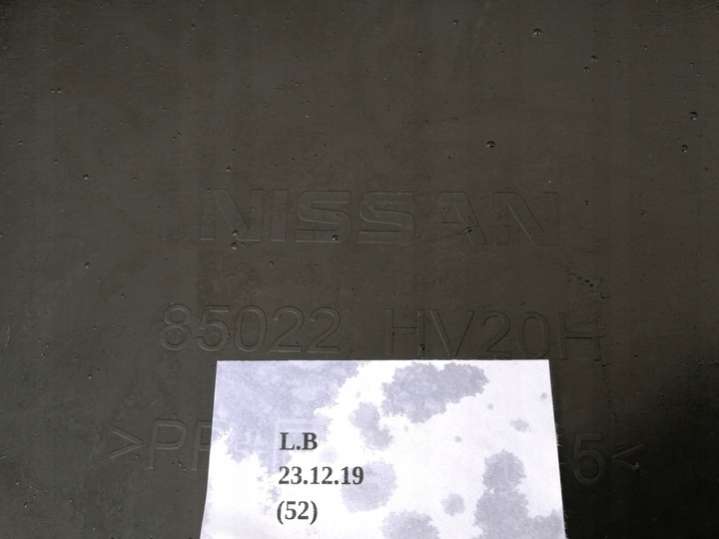 NISSAN
85022 HV20H
L.B
23.12.19
(52)